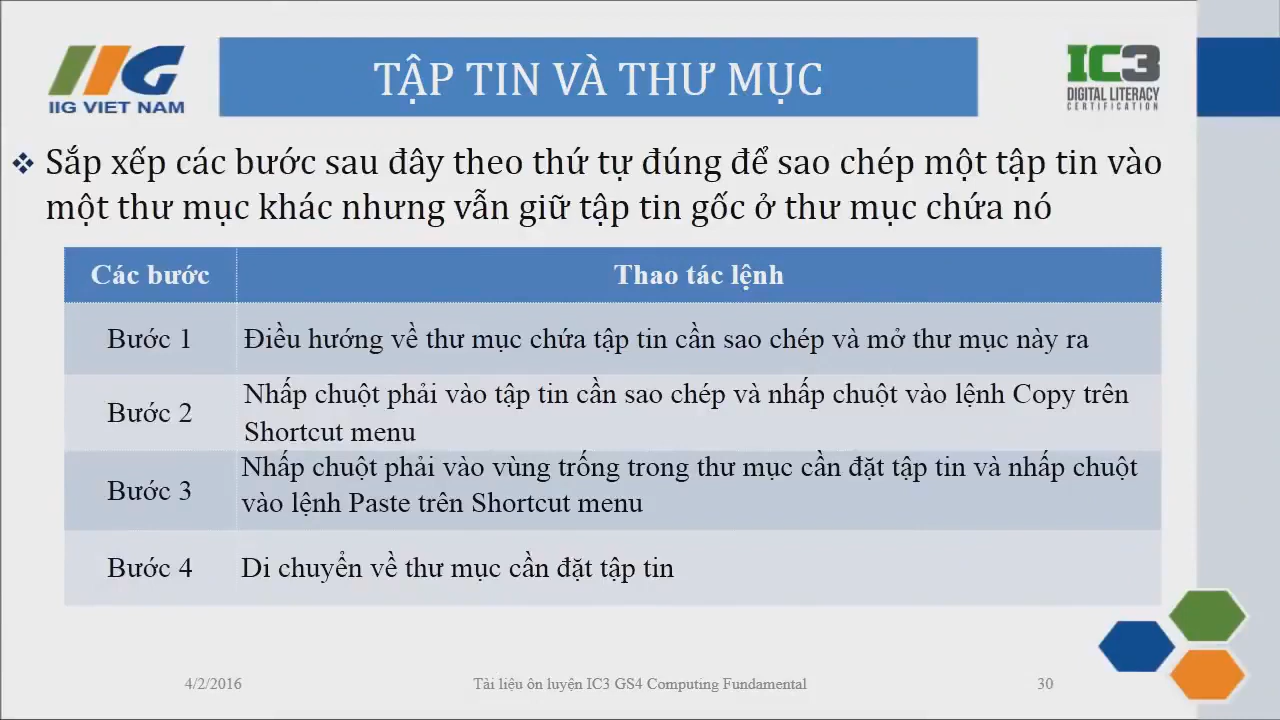 IIG VIET NAM
TẬP TIN VÀ THƯ MỤC
IC3
DIGITAL LITERACY
CERTIFICATION
Sắp xếp các bước sau đây theo thứ tự đúng để sao chép một tập tin vào
một thư mục khác nhưng vẫn giữ tập tin gốc ở thư mục chứa nó
Các bước Thao tác lệnh
Bước 1 Điều hướng về thư mục chứa tập tin cần sao chép và mở thư mục này ra
Bước 2 Nhấp chuột phải vào tập tin cần sao chép và nhấp chuột vào lệnh Copy trên
Shortcut menu
Bước 3 Nhấp chuột phải vào vùng trống trong thư mục cần đặt tập tin và nhấp chuột
vào lệnh Paste trên Shortcut menu
Bước 4 Di chuyển về thư mục cần đặt tập tin
4/2/2016 Tài liệu ôn luyện IC3 GS4 Computing Fundamental 30